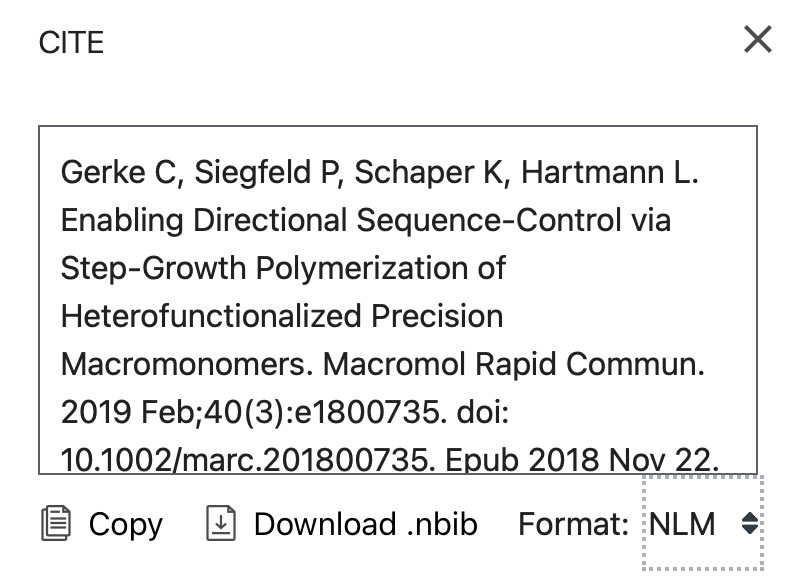 CITE
Gerke C, Siegfeld P, Schaper K, Hartmann L.
Enabling Directional Sequence-Control via
Step-Growth Polymerization of
Heterofunctionalized Precision
Macromonomers. Macromol Rapid Commun.
2019 Feb;40(3):e1800735. doi:
10.1002/marc.201800735. Epub 2018 Nov 22.
Copy Download .nbib Format: NLM